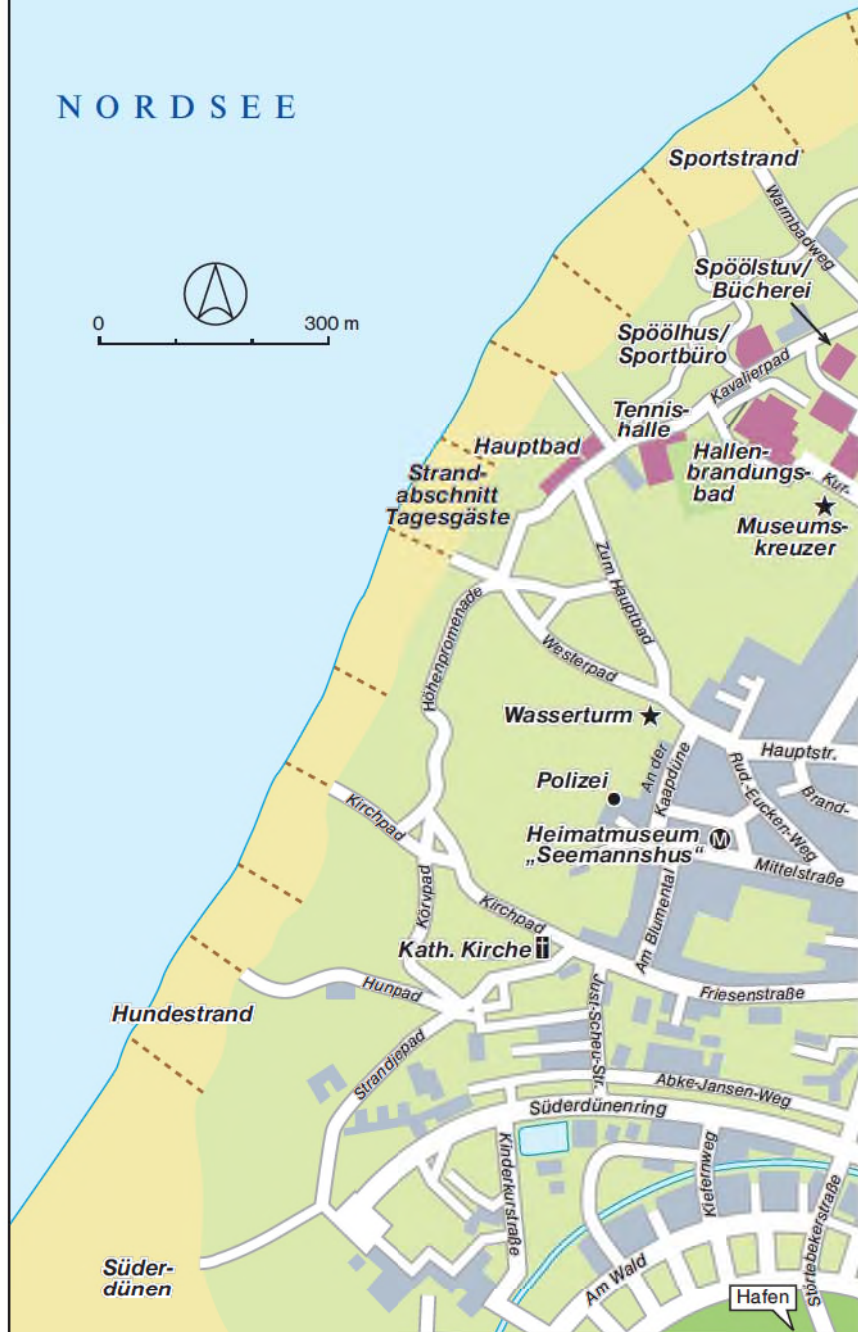 NORDSEE
Sportstrand
Warmbadweg
0 300 m
Spöölstuv/
Bücherei
Spöölhus/
Sportbüro
Kavalierpad
Tennis-
halle
Hauptbad
Hallen-
brandungs-
bad
Kur-
Strand-
abschnitt
Tagesgäste
Museums-
kreuzer
Zum Hauptbad
Höhenpromenade
Westerpad
Wasserturm
An der
Kaapdüne
Hauptstr.
Polizei
Rud.-Eucken-Weg
Brand-
Kirchpad
Heimatmuseum
„Seemannshus“
M
Mittelstraße
Körvpad
Kirchpad
Am Blumental
Kath. Kirche
Hunpad
Friesenstraße
Hundestrand
Just-Scheu-Str.
Strandjepad
Abke-Jansen-Weg
Süderdünenring
Kinderkurstraße
Kiefernweg
Störtebekerstraße
Süder-
dünen
Am Wald
Hafen